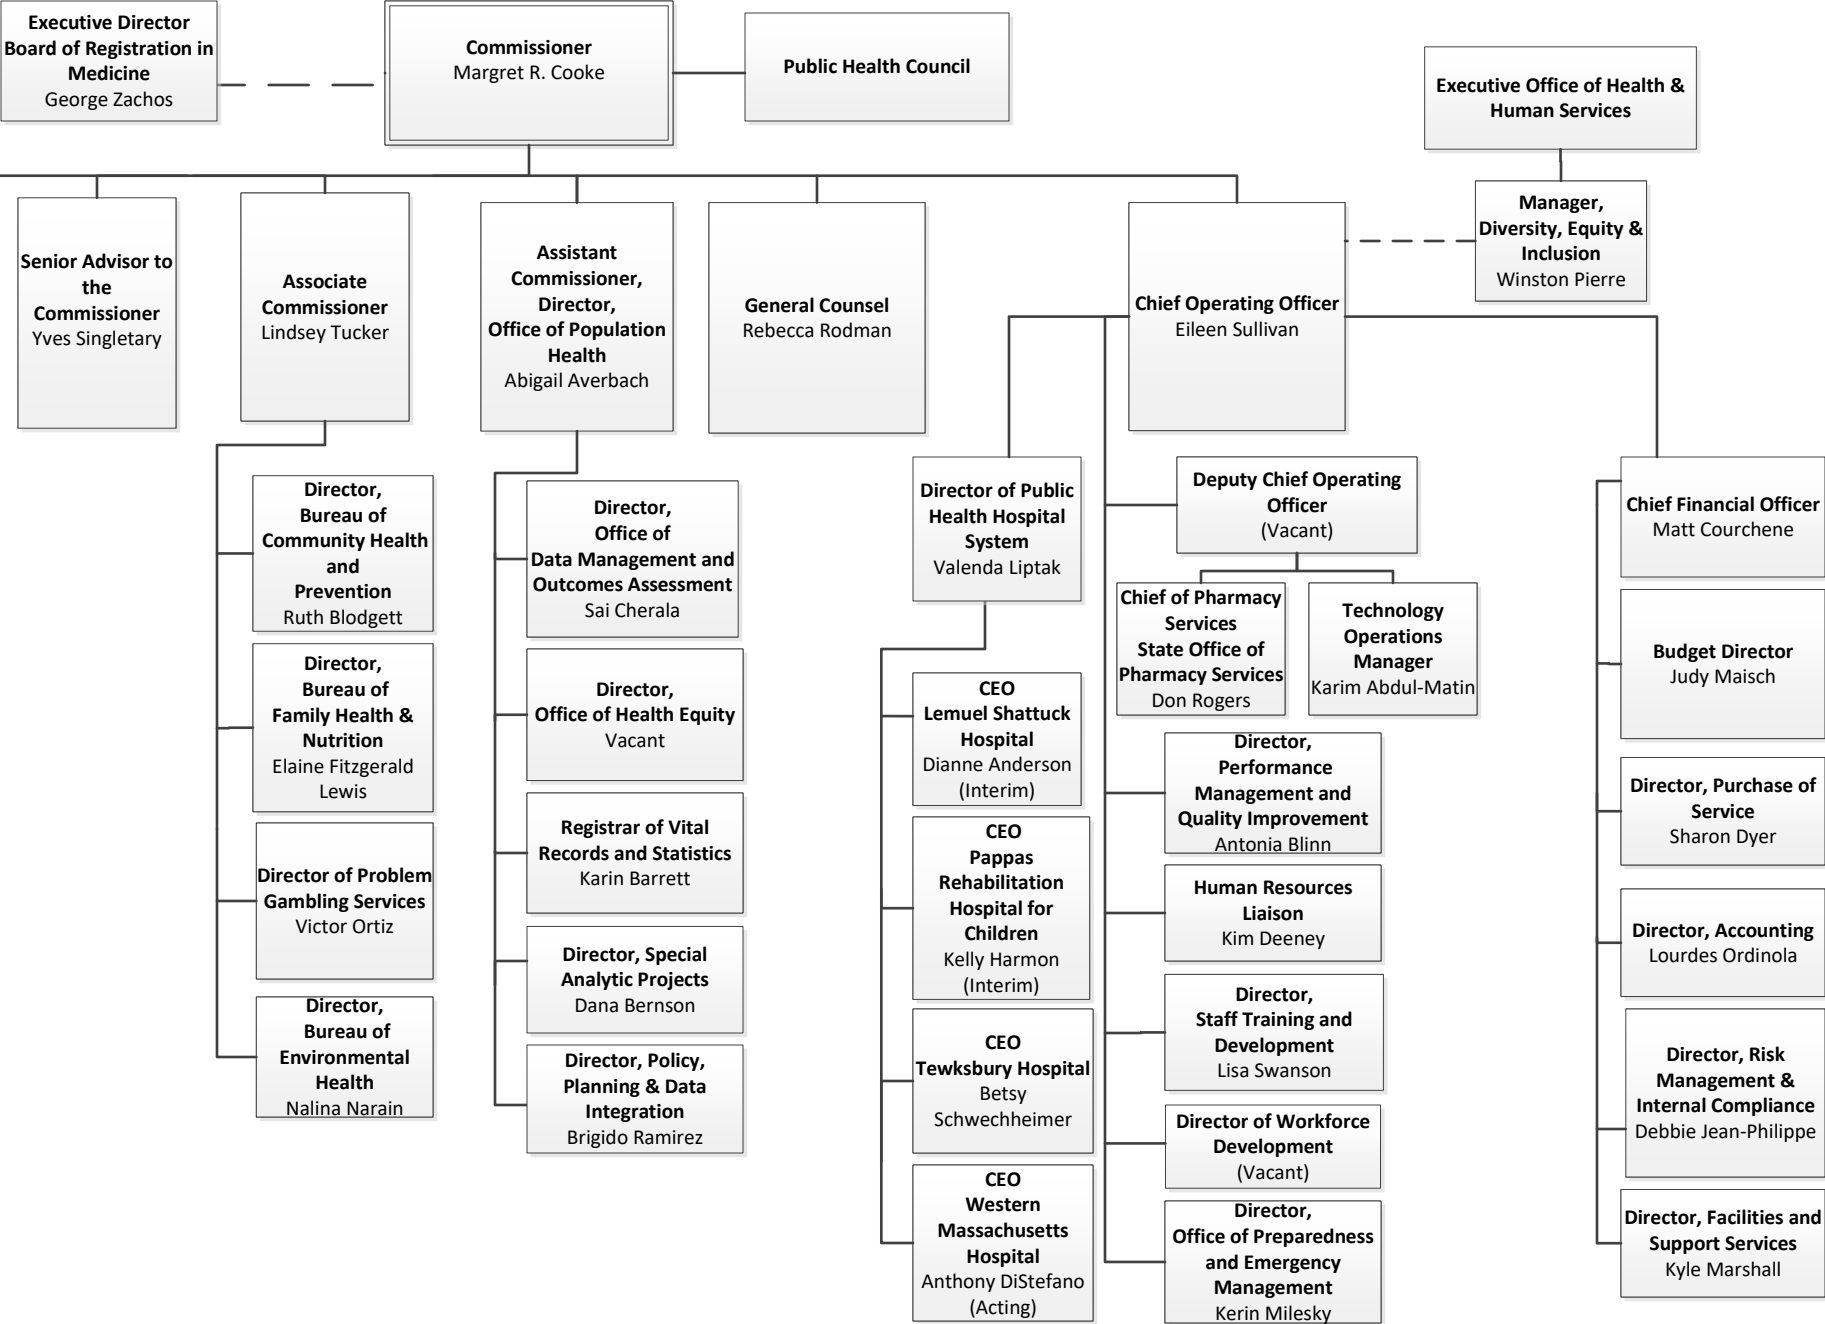 Executive Director
Board of Registration in
Medicine
George Zachos
Commissioner
Margret R. Cooke
Public Health Council
Executive Office of Health &
Human Services
Manager,
Diversity, Equity &
Inclusion
Winston Pierre
Senior Advisor to
the
Commissioner
Yves Singletary
Associate
Commissioner
Lindsey Tucker
Assistant
Commissioner,
Director,
Office of Population
Health
Abigail Averbach
General Counsel
Rebecca Rodman
Chief Operating Officer
Eileen Sullivan
Director,
Bureau of
Community Health
and
Prevention
Ruth Blodgett
Director,
Bureau of
Family Health &
Nutrition
Elaine Fitzgerald
Lewis
Director of Problem
Gambling Services
Victor Ortiz
Director,
Bureau of
Environmental
Health
Nalina Narain
Director,
Office of
Data Management and
Outcomes Assessment
Sai Cherala
Director,
Office of Health Equity
Vacant
Registrar of Vital
Records and Statistics
Karin Barrett
Director, Special
Analytic Projects
Dana Bernson
Director, Policy,
Planning & Data
Integration
Brigido Ramirez
Director of Public
Health Hospital
System
Valenda Liptak
CEO
Lemuel Shattuck
Hospital
Dianne Anderson
(Interim)
CEO
Pappas
Rehabilitation
Hospital for
Children
Kelly Harmon
(Interim)
CEO
Tewksbury Hospital
Betsy
Schwechheimer
CEO
Western
Massachusetts
Hospital
Anthony DiStefano
(Acting)
Deputy Chief Operating
Officer
(Vacant)
Chief of Pharmacy
Services
State Office of
Pharmacy Services
Don Rogers
Technology
Operations
Manager
Karim Abdul-Matin
Director,
Performance
Management and
Quality Improvement
Antonia Blinn
Human Resources
Liaison
Kim Deeney
Director,
Staff Training and
Development
Lisa Swanson
Director of Workforce
Development
(Vacant)
Director,
Office of Preparedness
and Emergency
Management
Kerin Milesky
Chief Financial Officer
Matt Courchene
Budget Director
Judy Maisch
Director, Purchase of
Service
Sharon Dyer
Director, Accounting
Lourdes Ordinola
Director, Risk
Management &
Internal Compliance
Debbie Jean-Philippe
Director, Facilities and
Support Services
Kyle Marshall